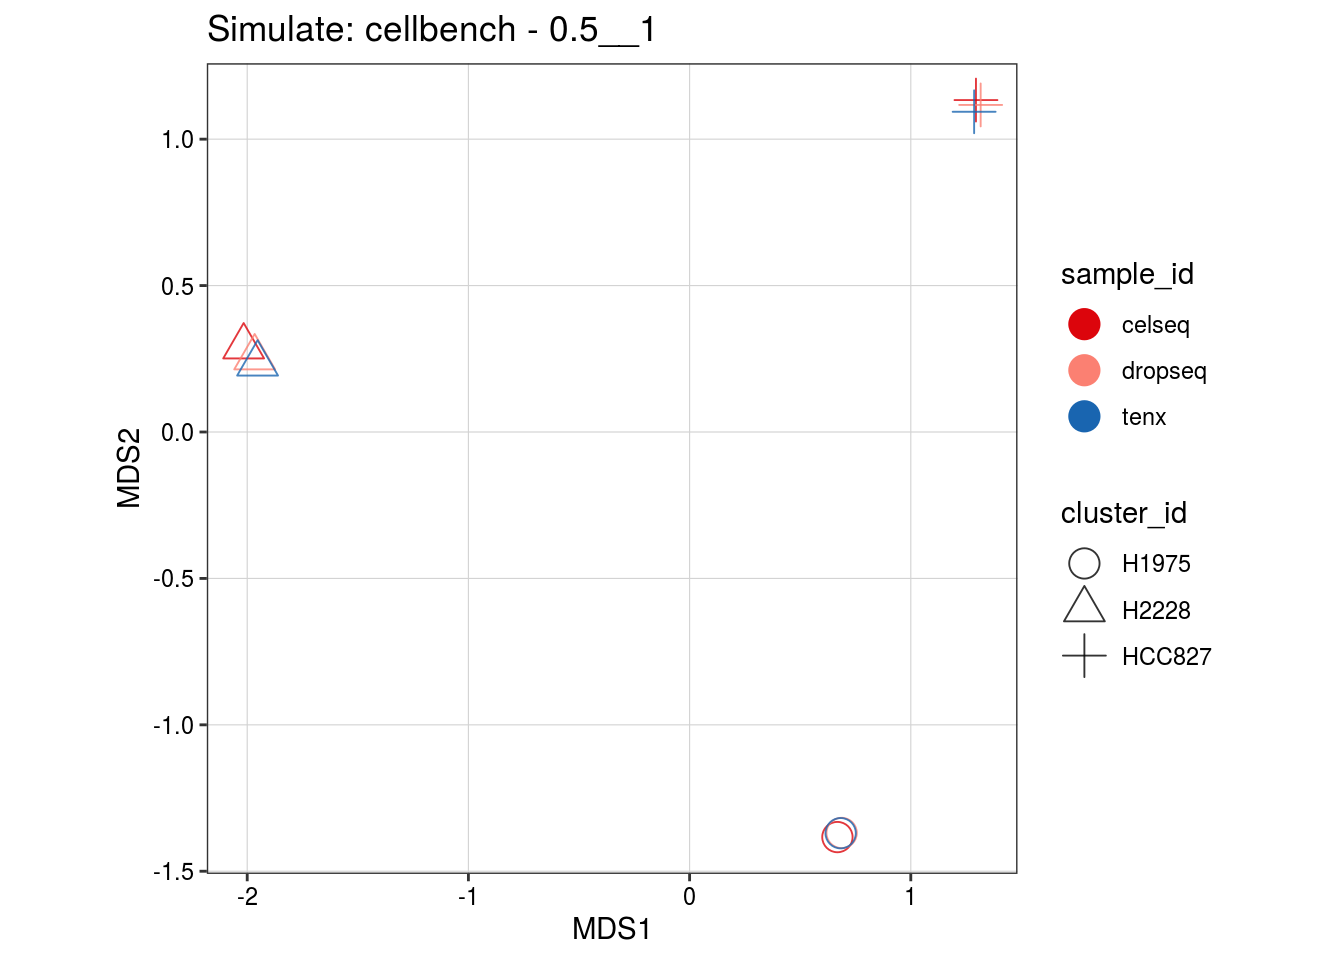 Simulate: cellbench - 0.5__1
1.0
0.5
0.0
-0.5
-1.0
-1.5
MDS2
-2
-1
0
1
MDS1
sample_id
celseq
dropseq
tenx
cluster_id
H1975
H2228
HCC827